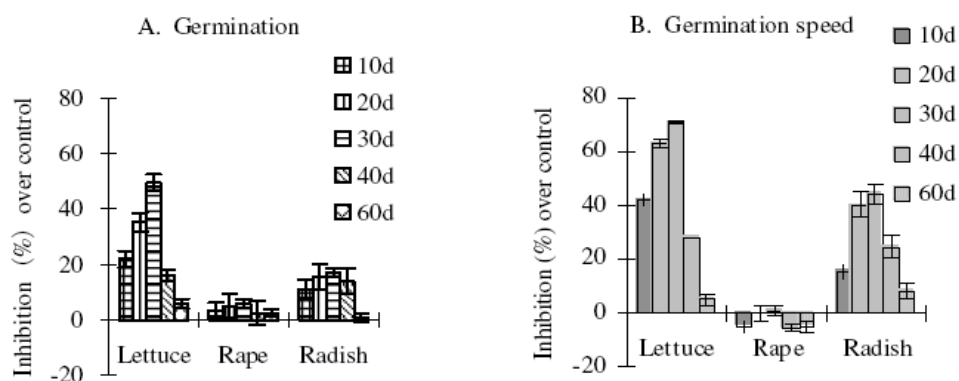 A. Germination
10d
20d
30d
40d
60d
Inhibition (%) over control
80
60
40
20
0
-20
Lettuce Rape Radish
B. Germination speed
10d
20d
30d
40d
60d
Inhibition (%) over control
80
60
40
20
0
-20
Lettuce Rape Radish